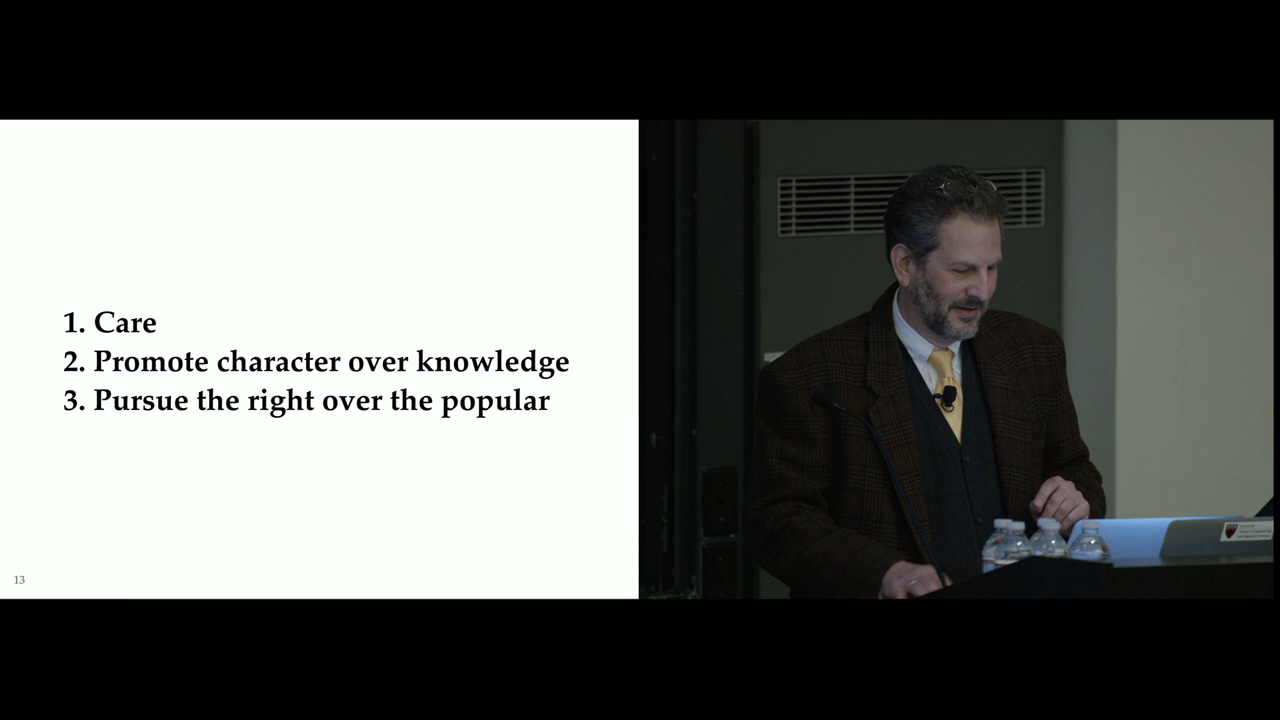 1. Care
2. Promote character over knowledge
3. Pursue the right over the popular
13